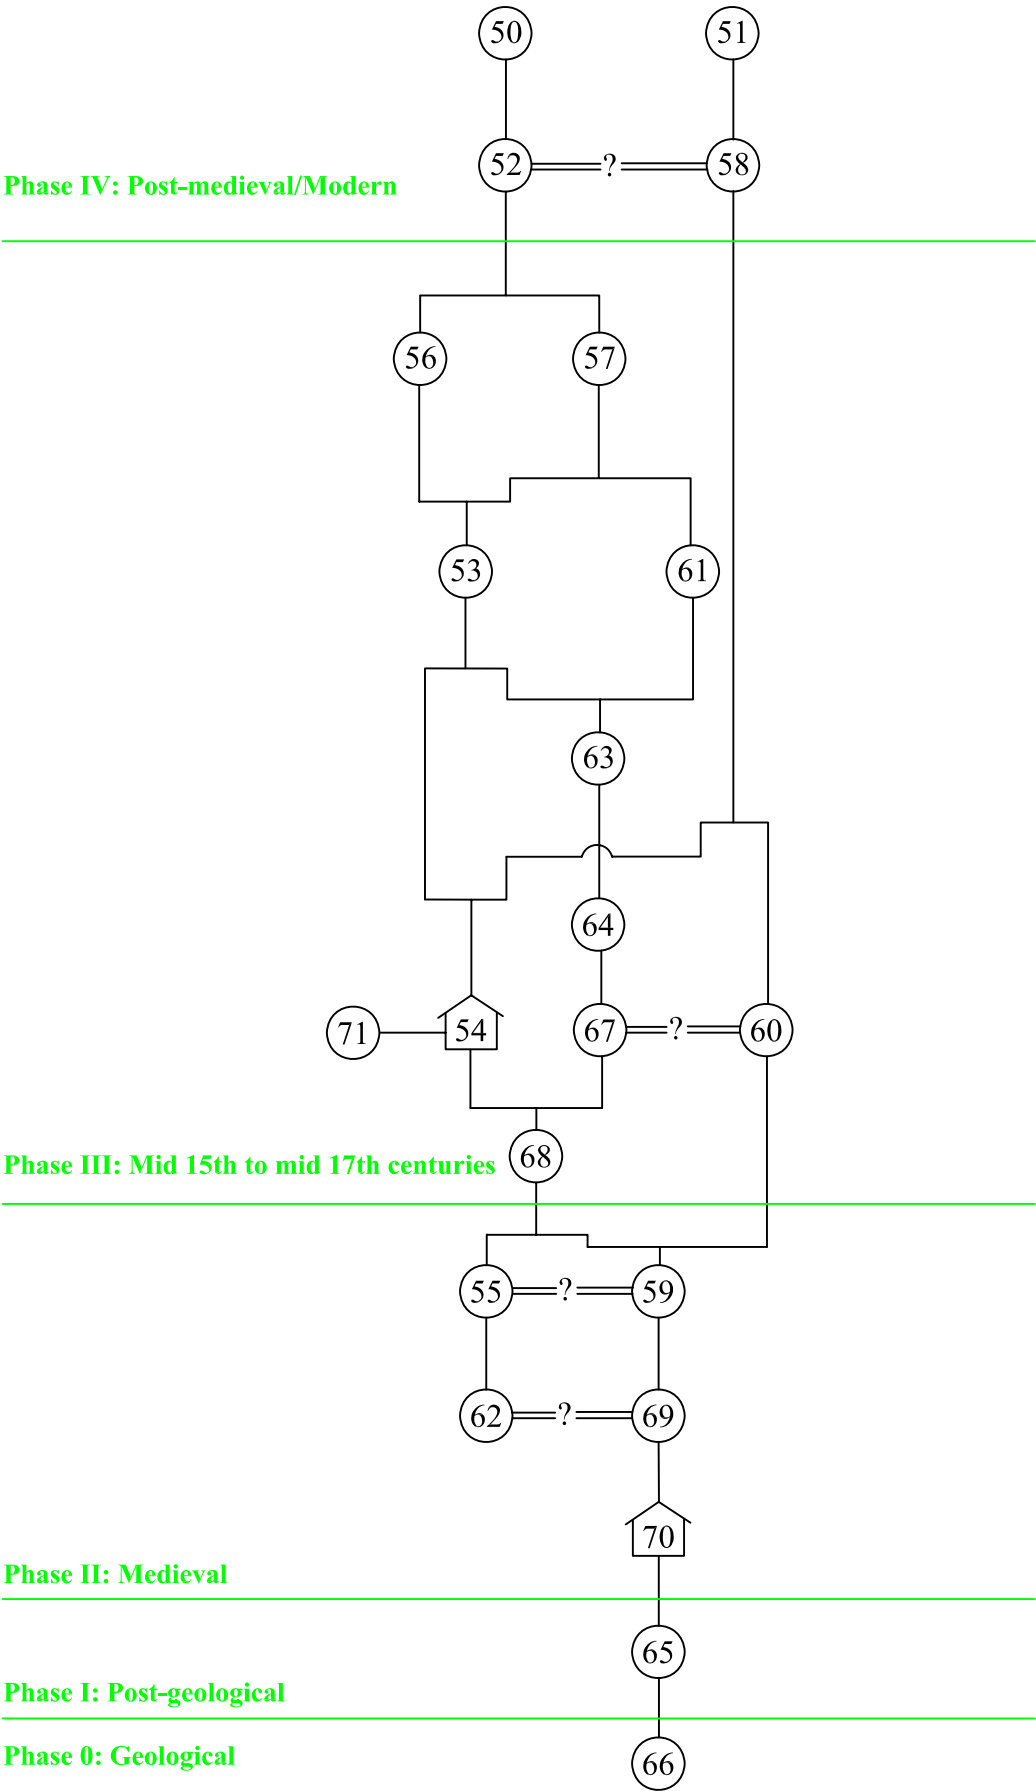 50 51
52 ? 58
Phase IV: Post-medieval/Modern
56 57
53 61
63
64
71 54 67 ? 60
68
Phase III: Mid 15th to mid 17th centuries
55 ? 59
62 ? 69
70
Phase II: Medieval
65
Phase I: Post-geological
Phase 0: Geological
66